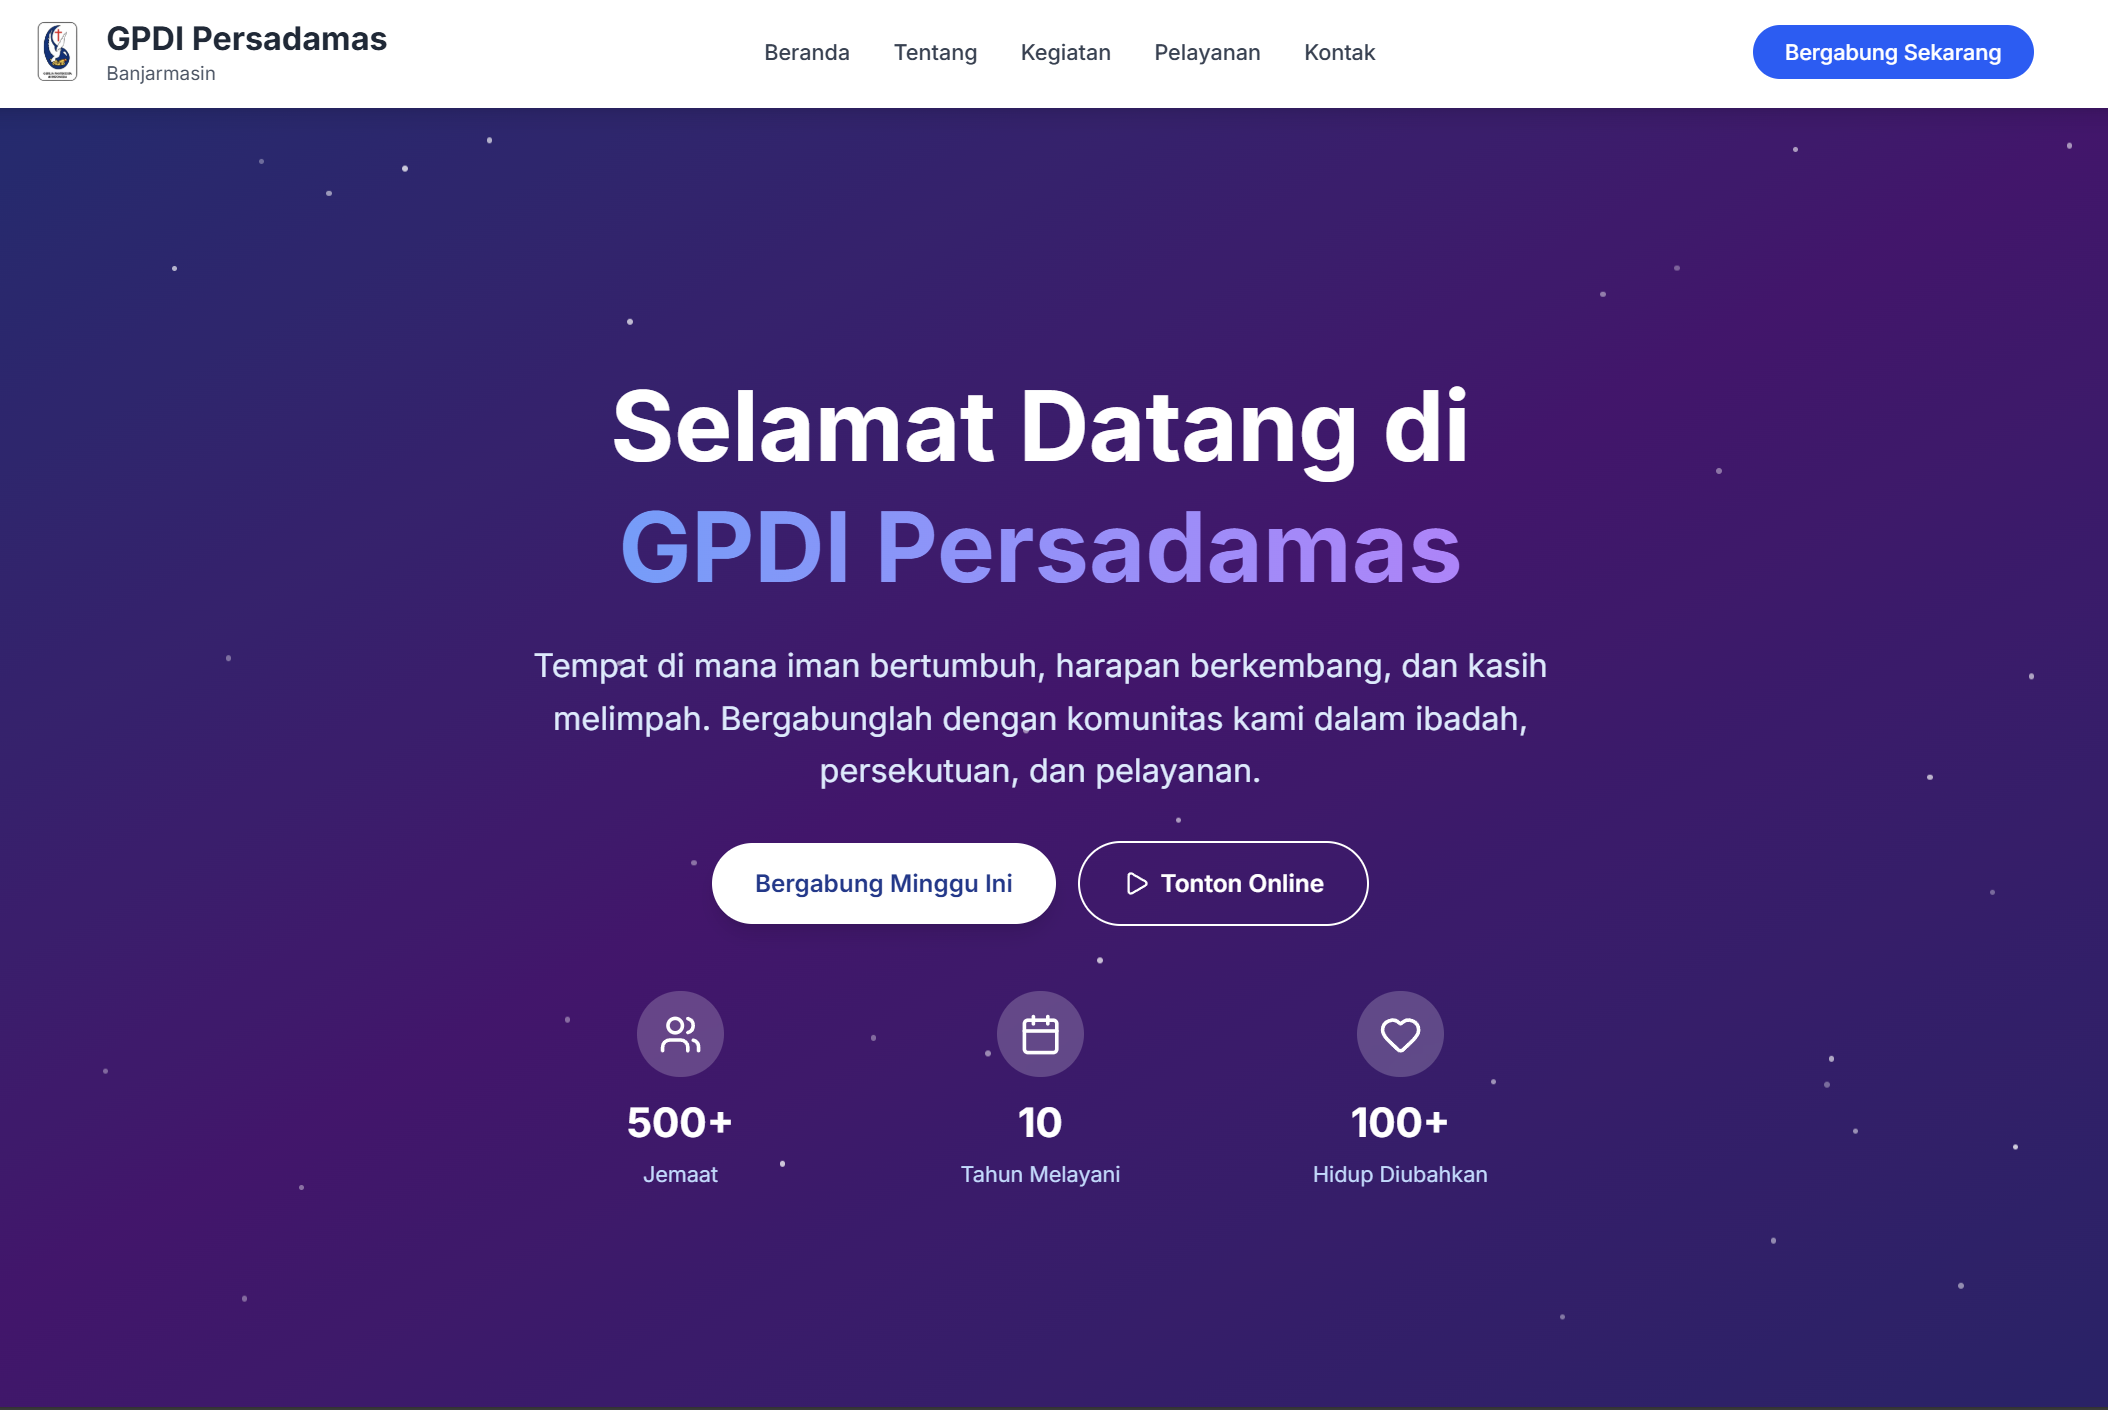 GPDI Persadamas
Banjarmasin
Beranda
Tentang
Kegiatan
Pelayanan
Kontak
Bergabung Sekarang
Selamat Datang di
GPDI Persadamas
Tempat di mana iman bertumbuh, harapan berkembang, dan kasih
melimpah. Bergabunglah dengan komunitas kami dalam ibadah,
persekutuan, dan pelayanan.
Bergabung Minggu Ini
Tonton Online
500+
Jemaat
10
Tahun Melayani
100+
Hidup Diubahkan